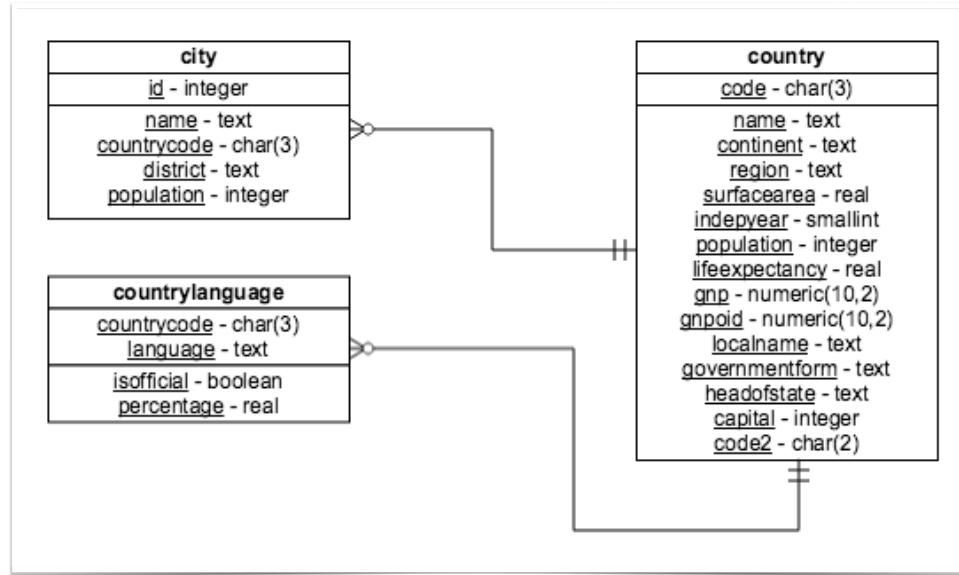 city
id - integer
name - text
countrycode - char(3)
district - text
population - integer
countrylanguage
countrycode - char(3)
language - text
isofficial - boolean
percentage - real
country
code - char(3)
name - text
continent - text
region - text
surfacearea - real
indepyear - smallint
population - integer
lifeexpectancy - real
gnp - numeric(10,2)
gnpoid - numeric(10,2)
localname - text
governmentform - text
headofstate - text
capital - integer
code2 - char(2)